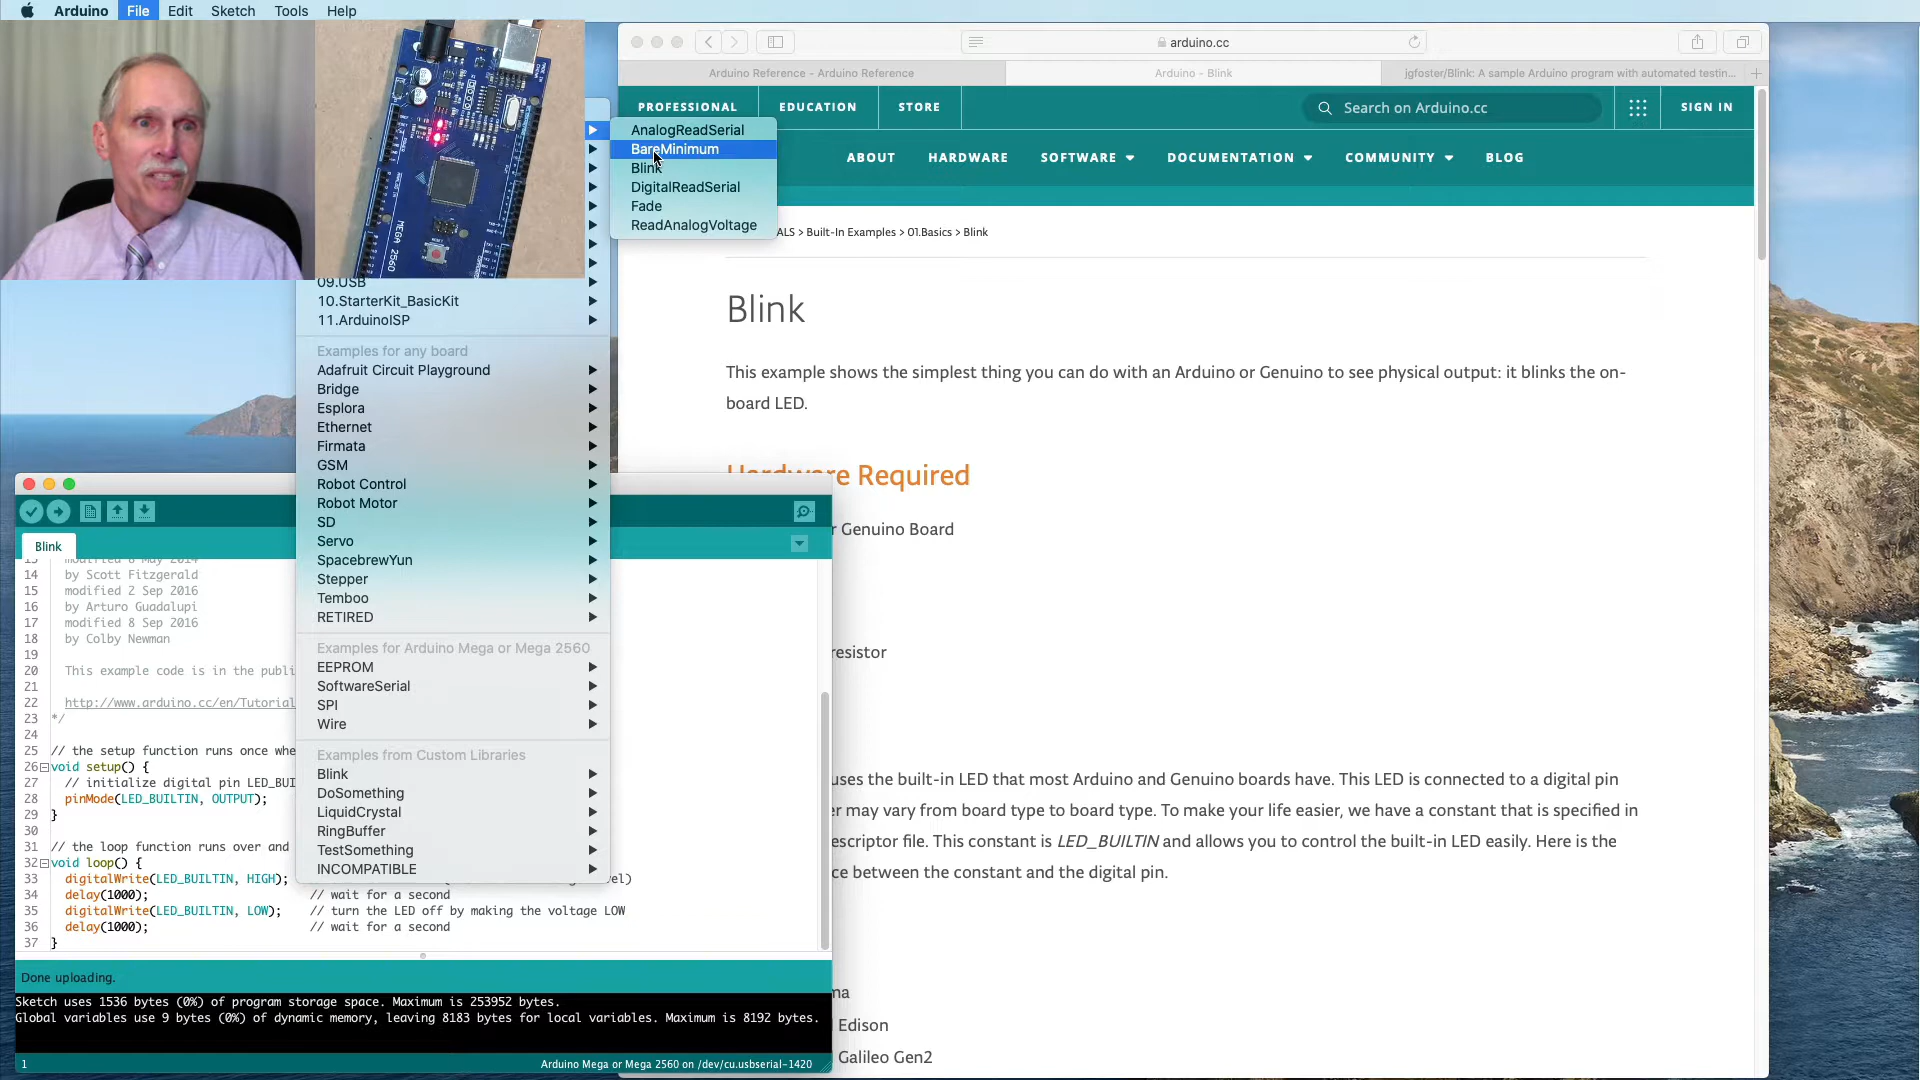 Arduino File Edit Sketch Tools Help
arduino.cc
Arduino Reference - Arduino Reference
Arduino - Blink
jgfoster/Blink: A sample Arduino program with automated testin...
PROFESSIONAL
EDUCATION
STORE
Search on Arduino.cc
SIGN IN
ABOUT
HARDWARE
SOFTWARE
DOCUMENTATION
COMMUNITY
BLOG
AnalogReadSerial
BareMinimum
Blink
DigitalReadSerial
Fade
ReadAnalogVoltage
MEGA 2560
RESET
09.USB
10.StarterKit_BasicKit
11.ArduinoISP
Examples for any board
Adafruit Circuit Playground
Bridge
Esplora
Ethernet
Firmata
GSM
Robot Control
Robot Motor
SD
Servo
SpacebrewYun
Stepper
Temboo
RETIRED
Examples for Arduino Mega or Mega 2560
EEPROM
SoftwareSerial
SPI
Wire
Examples from Custom Libraries
Blink
DoSomething
LiquidCrystal
RingBuffer
TestSomething
INCOMPATIBLE
ALS > Built-In Examples > 01.Basics > Blink
Blink
This example shows the simplest thing you can do with an Arduino or Genuino to see physical output: it blinks the on-
board LED.
Hardware Required
r Genuino Board
resistor
uses the built-in LED that most Arduino and Genuino boards have. This LED is connected to a digital pin
er may vary from board type to board type. To make your life easier, we have a constant that is specified in
escriptor file. This constant is LED_BUILTIN and allows you to control the built-in LED easily. Here is the
ce between the constant and the digital pin.
ma
Edison
Galileo Gen2
Blink
13 modified 8 May 2014
14 by Scott Fitzgerald
15 modified 2 Sep 2016
16 by Arturo Guadalupi
17 modified 8 Sep 2016
18 by Colby Newman
19
20 This example code is in the publi
21
22 http://www.arduino.cc/en/Tutorial
23 */
24
25 // the setup function runs once whe
26 void setup() {
27 // initialize digital pin LED_BUI
28 pinMode(LED_BUILTIN, OUTPUT);
29 }
30
31 // the loop function runs over and
32 void loop() {
33 digitalWrite(LED_BUILTIN, HIGH); vel)
34 delay(1000); // wait for a second
35 digitalWrite(LED_BUILTIN, LOW); // turn the LED off by making the voltage LOW
36 delay(1000); // wait for a second
37 }
Done uploading.
Sketch uses 1536 bytes (0%) of program storage space. Maximum is 253952 bytes.
Global variables use 9 bytes (0%) of dynamic memory, leaving 8183 bytes for local variables. Maximum is 8192 bytes.
1
Arduino Mega or Mega 2560 on /dev/cu.usbserial-1420